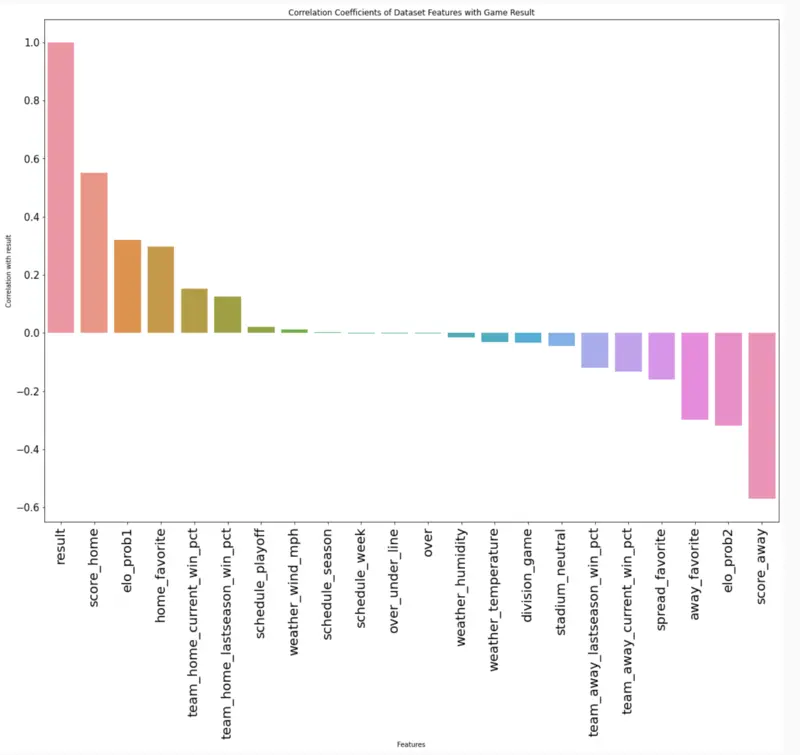 Correlation Coefficients of Dataset Features with Game Result
Correlation with result
1.0
0.8
0.6
0.4
0.2
0.0
−0.2
−0.4
−0.6
result
score_home
elo_prob1
home_favorite
team_home_current_win_pct
team_home_lastseason_win_pct
schedule_playoff
weather_wind_mph
schedule_season
schedule_week
over_under_line
over
weather_humidity
weather_temperature
division_game
stadium_neutral
team_away_lastseason_win_pct
team_away_current_win_pct
spread_favorite
away_favorite
elo_prob2
score_away
Features